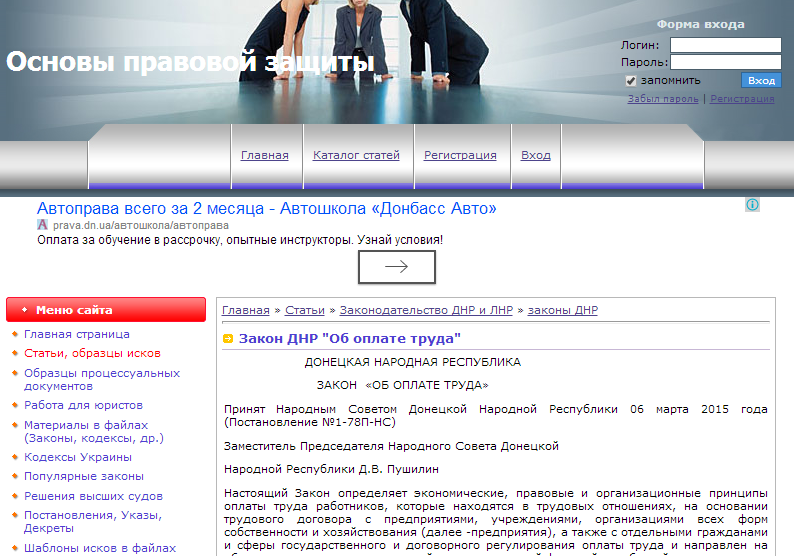 Основы правовой защиты
Форма входа
Логин:
Пароль:
запомнить
Вход
Забыл пароль | Регистрация
Главная
Каталог статей
Регистрация
Вход
Автоправа всего за 2 месяца - Автошкола «Донбасс Авто»
prava.dn.ua/автошкола/автоправа
Оплата за обучение в рассрочку, опытные инструкторы. Узнай условия!
Меню сайта
Главная страница
Статьи, образцы исков
Образцы процессуальных
документов
Работа для юристов
Материалы в файлах
(Законы, кодексы, др.)
Кодексы Украины
Популярные законы
Решения высших судов
Постановления, Указы,
Декреты
Шаблоны исков в файлах
Главная » Статьи » Законодательство ДНР и ЛНР » законы ДНР
Закон ДНР "Об оплате труда"
ДОНЕЦКАЯ НАРОДНАЯ РЕСПУБЛИКА
ЗАКОН «ОБ ОПЛАТЕ ТРУДА»
Принят Народным Советом Донецкой Народной Республики 06 марта 2015 года
(Постановление №1-78П-НС)
Заместитель Председателя Народного Совета Донецкой
Народной Республики Д.В. Пушилин
Настоящий Закон определяет экономические, правовые и организационные принципы
оплаты труда работников, которые находятся в трудовых отношениях, на основании
трудового договора с предприятиями, учреждениями, организациями всех форм
собственности и хозяйствования (далее -предприятия), а также с отдельными гражданами
и сферы государственного и договорного регулирования оплаты труда и направлен на